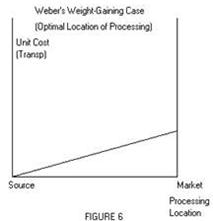 Weber's Weight-Gaining Case
(Optimal Location of Processing)
Unit Cost
(Transp)
Source
Market
Processing
Location
FIGURE 6